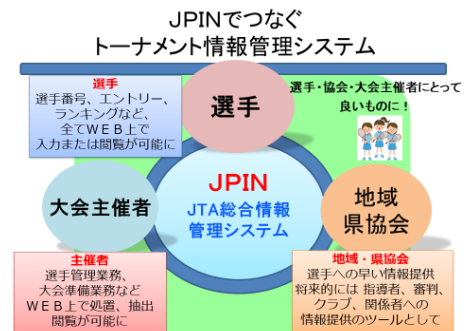 JPINでつなぐ
トーナメント情報管理システム
選手
選手番号、エントリー、
ランキングなど、
全てWEB上で
入力または閲覧が可能に
選手
選手・協会・大会主催者にとって
良いものに！
大会主催者
JPIN
JTA総合情報
管理システム
地域
県協会
主催者
選手管理業務、
大会準備業務など
WEB上で処置、抽出
閲覧が可能に
地域・県協会
選手への早い情報提供
将来的には 指導者、審判、
クラブ、関係者への
情報提供のツールとして